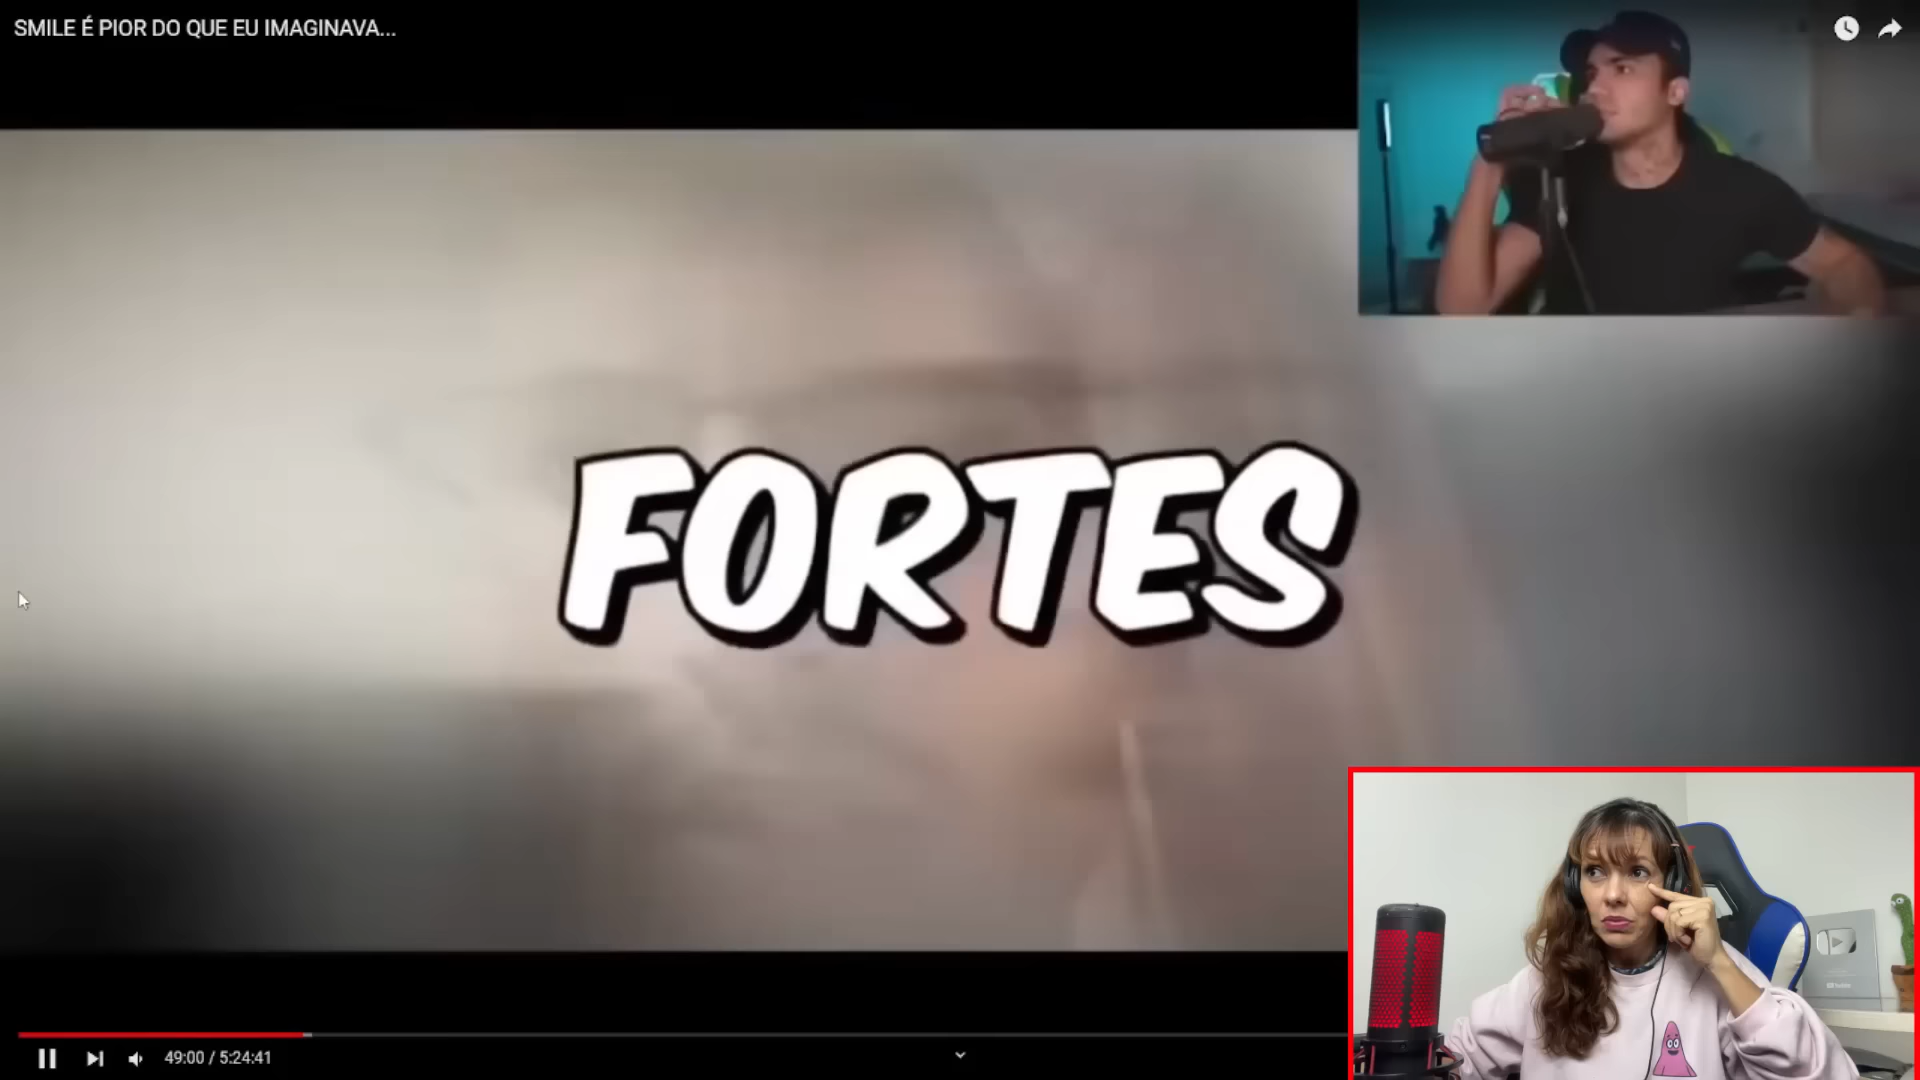 SMILE É PIOR DO QUE EU IMAGINAVA...
FORTES
49:00 / 5:24:41